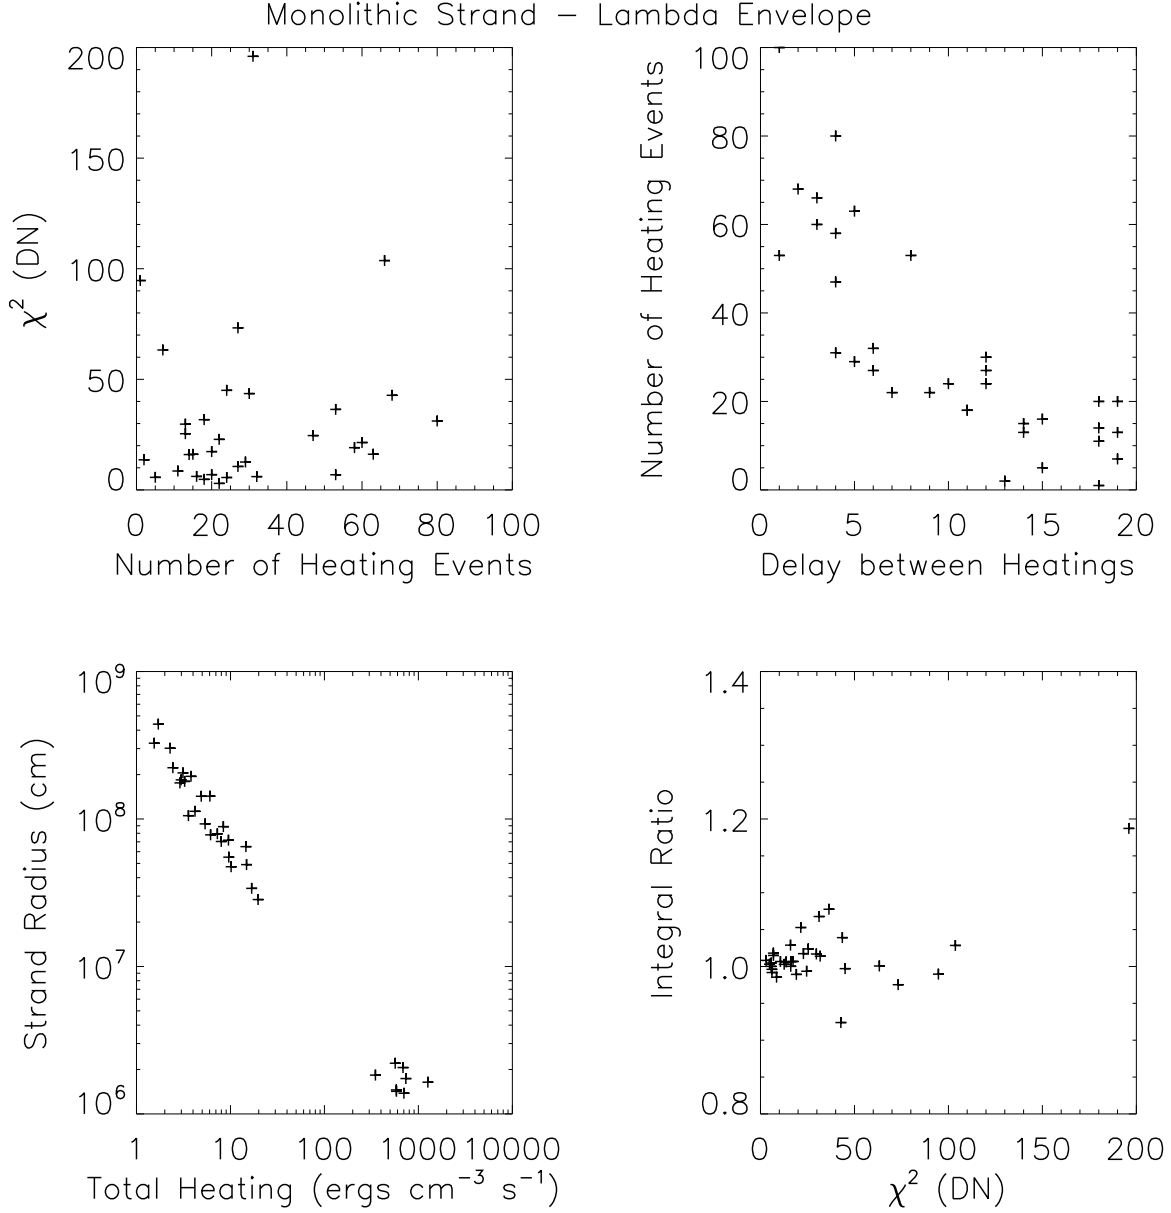 Monolithic Strand – Lambda Envelope
200
150
100
50
0
χ² (DN)
0 20 40 60 80 100
Number of Heating Events
100
80
60
40
20
0
Number of Heating Events
0 5 10 15 20
Delay between Heatings
10⁹
10⁸
10⁷
10⁶
Strand Radius (cm)
1 10 100 1000 10000
Total Heating (ergs cm⁻³ s⁻¹)
1.4
1.2
1.0
0.8
Integral Ratio
0 50 100 150 200
χ² (DN)